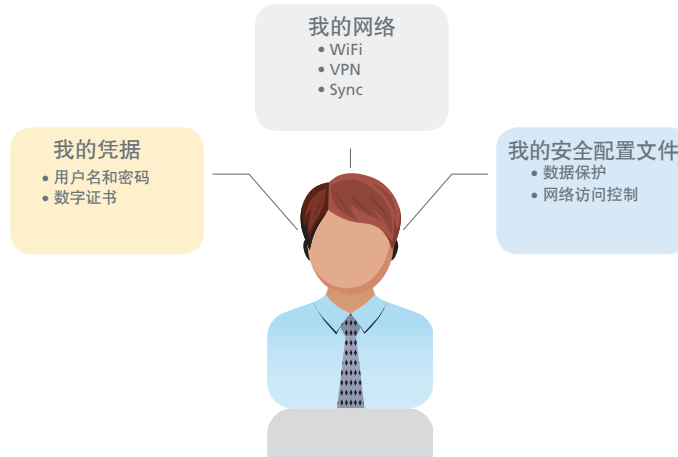 我的网络
• WiFi
• VPN
• Sync
我的凭据
• 用户名和密码
• 数字证书
我的安全配置文件
• 数据保护
• 网络访问控制